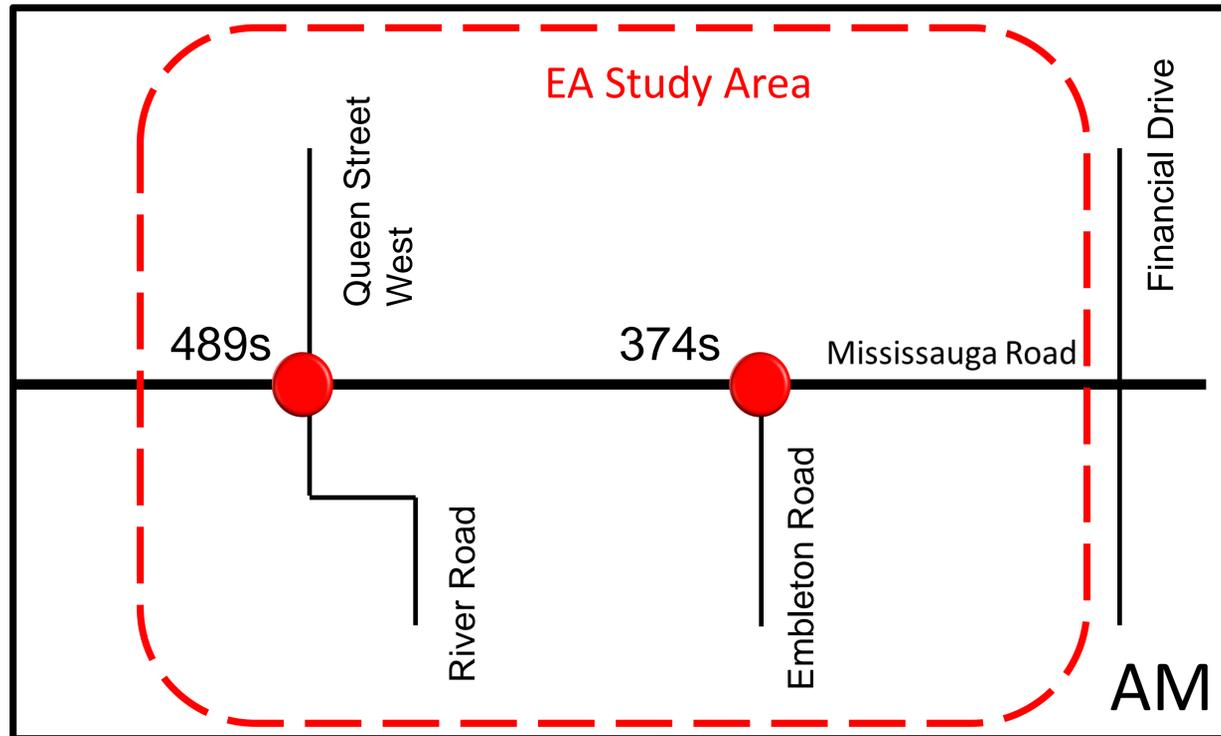 EA Study Area
Queen Street
West
Financial Drive
489s
374s
Mississauga Road
River Road
Embleton Road
AM